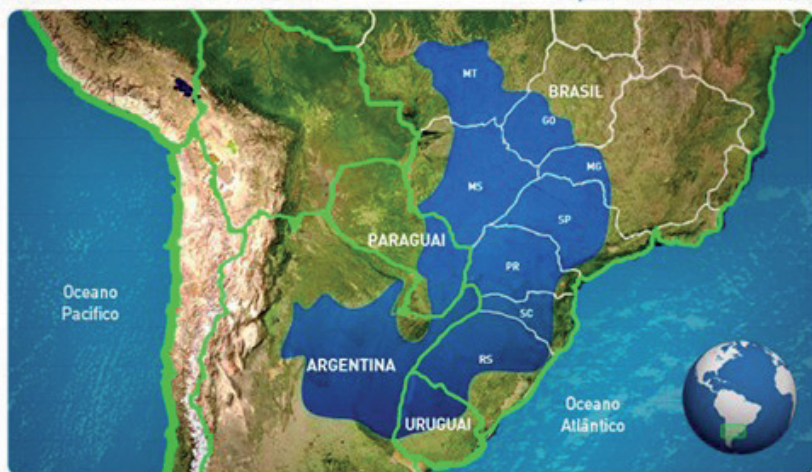 MT
BRASIL
GO
MG
MS
SP
PARAGUAI
PR
Oceano
Pacífico
SC
ARGENTINA
RS
Oceano
Atlântico
URUGUAI